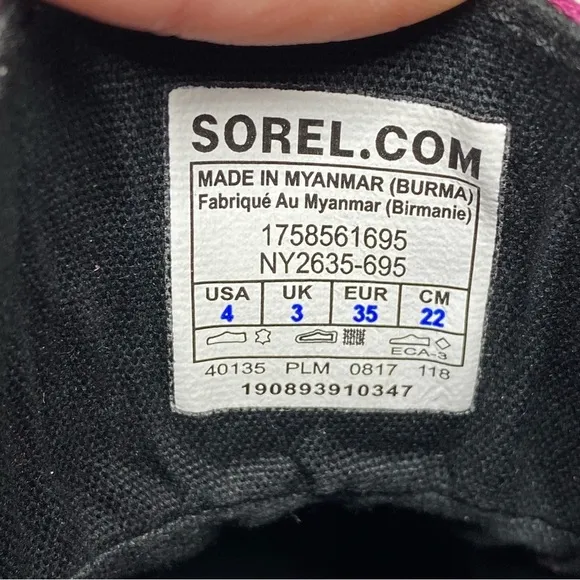 SOREL.COM
MADE IN MYANMAR (BURMA)
Fabriqué Au Myanmar (Birmanie)
1758561695
NY2635-695
USA UK EUR CM
4 3 35 22
ECA-3
40135 PLM 0817 118
190893910347